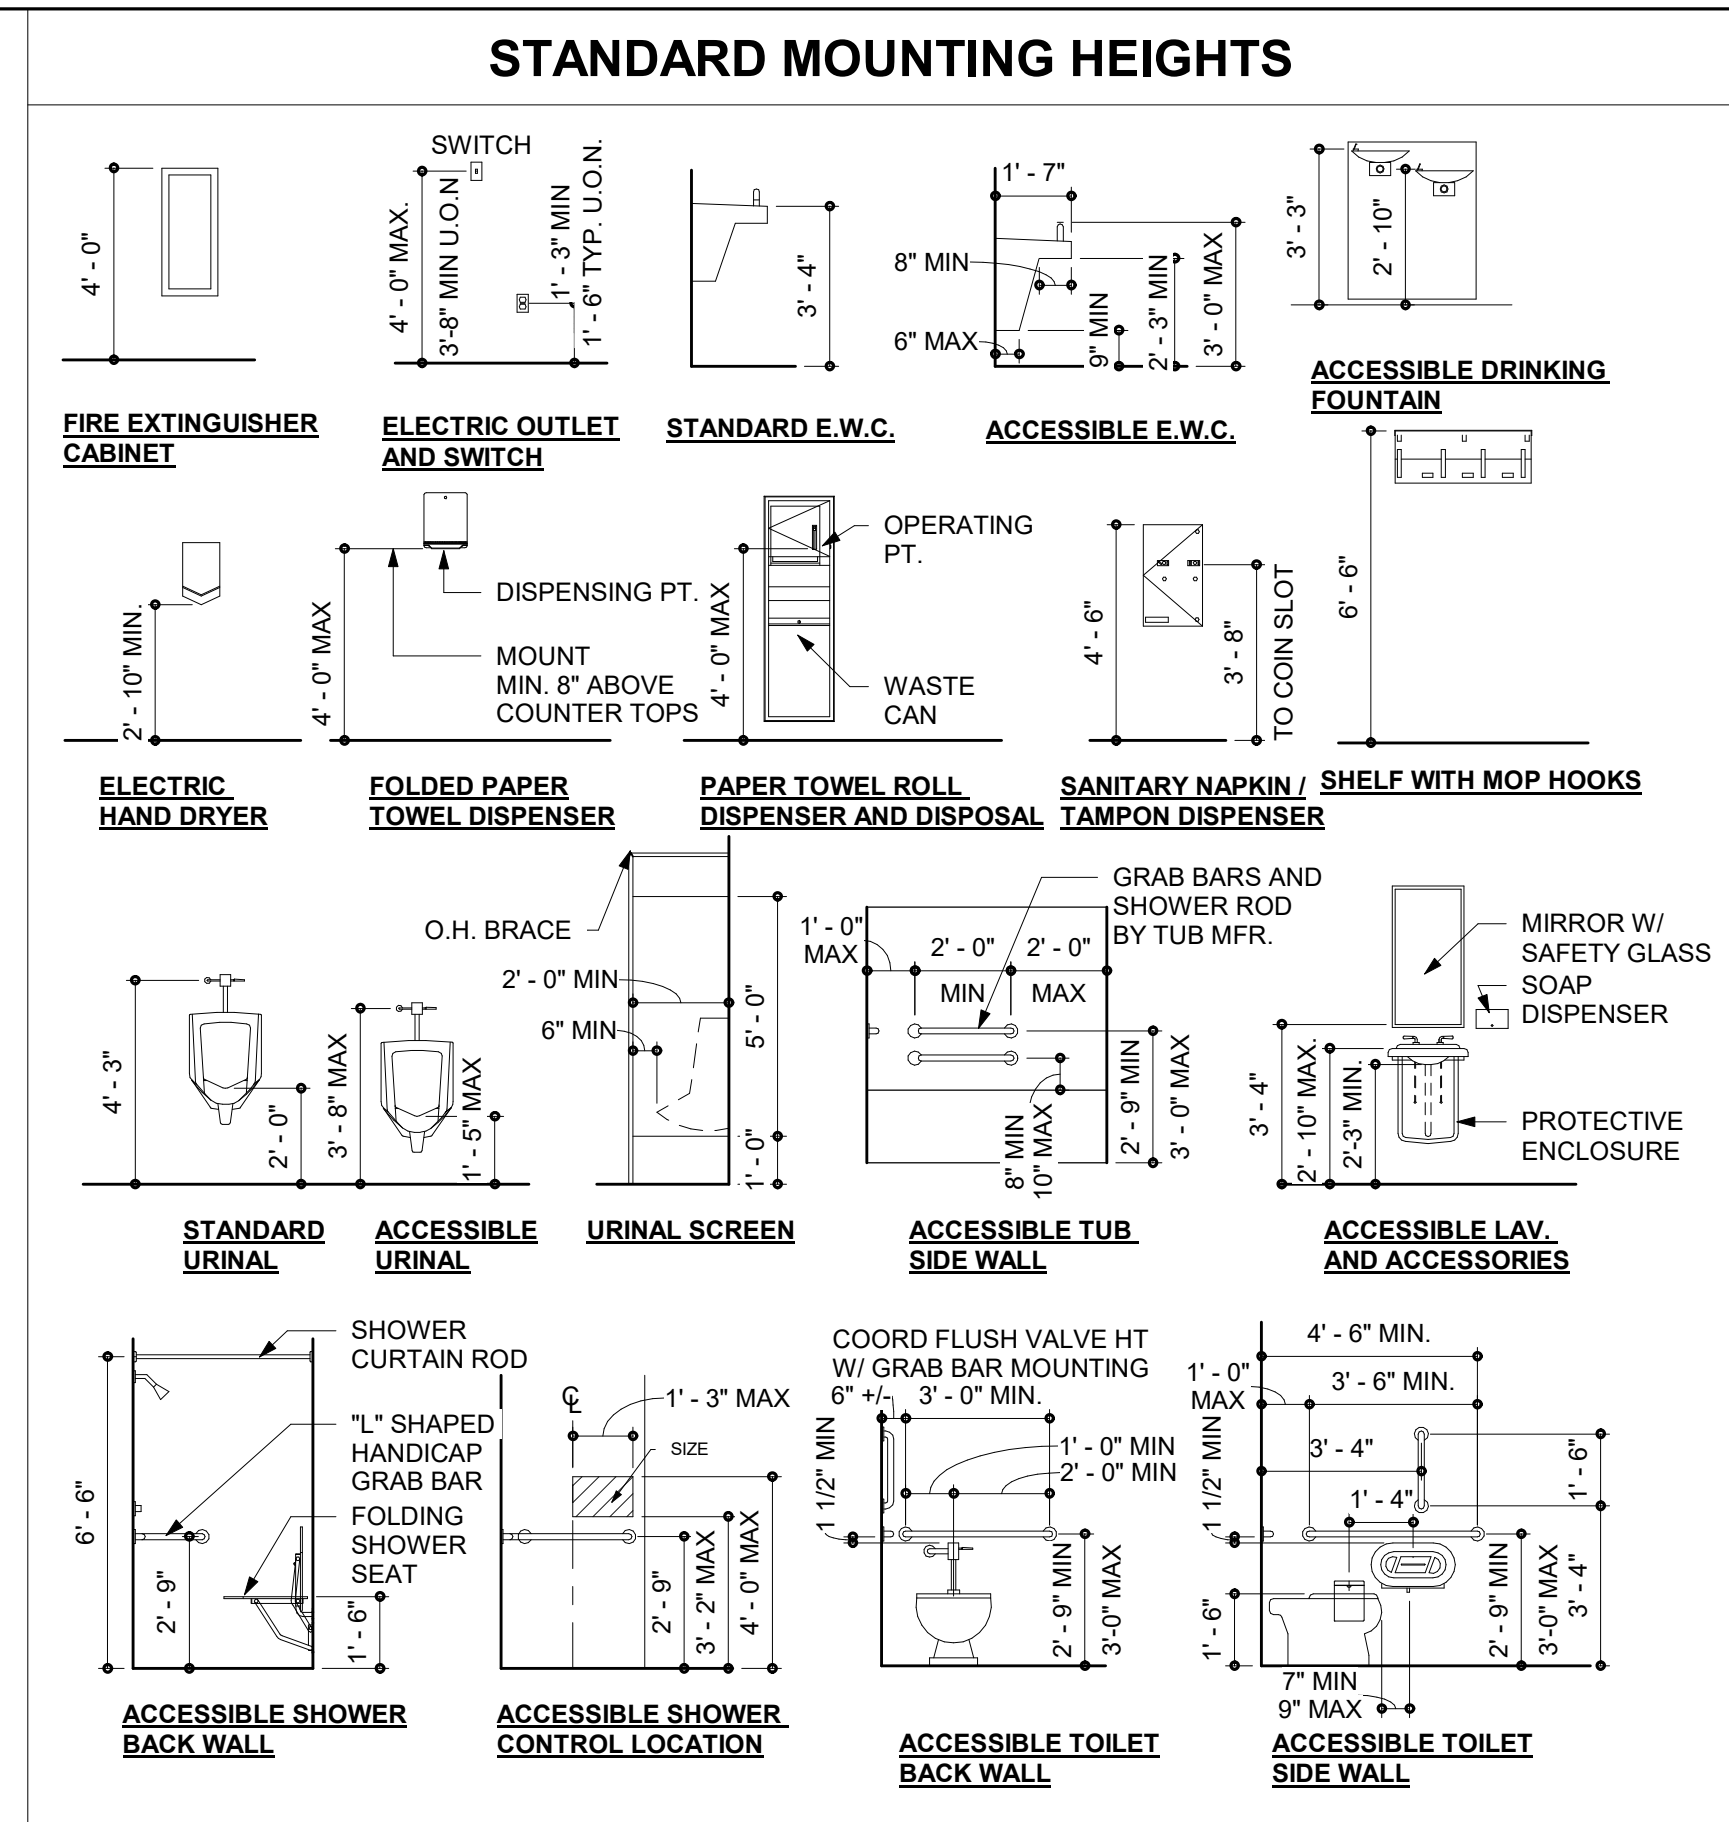 STANDARD MOUNTING HEIGHTS
4' - 0"
FIRE EXTINGUISHER
CABINET
SWITCH
4' - 0" MAX.
3'-8" MIN U.O.N
1' - 3" MIN
1' - 6" TYP. U.O.N.
ELECTRIC OUTLET
AND SWITCH
3' - 4"
STANDARD E.W.C.
1' - 7"
8" MIN
6" MAX
9" MIN
2' - 3" MIN
3' - 0" MAX
ACCESSIBLE E.W.C.
3' - 3"
2' - 10"
ACCESSIBLE DRINKING
FOUNTAIN
2' - 10" MIN.
ELECTRIC
HAND DRYER
4' - 0" MAX
DISPENSING PT.
MOUNT
MIN. 8" ABOVE
COUNTER TOPS
FOLDED PAPER
TOWEL DISPENSER
4' - 0" MAX
OPERATING
PT.
WASTE
CAN
PAPER TOWEL ROLL
DISPENSER AND DISPOSAL
4' - 6"
3' - 8"
TO COIN SLOT
SANITARY NAPKIN /
TAMPON DISPENSER
6' - 6"
SHELF WITH MOP HOOKS
4' - 3"
2' - 0"
STANDARD
URINAL
3' - 8" MAX
1' - 5" MAX
ACCESSIBLE
URINAL
O.H. BRACE
2' - 0" MIN
6" MIN
5' - 0"
1' - 0"
URINAL SCREEN
GRAB BARS AND
SHOWER ROD
BY TUB MFR.
1' - 0"
MAX
2' - 0"
MIN
2' - 0"
MAX
8" MIN
10" MAX
2' - 9" MIN
3' - 0" MAX
ACCESSIBLE TUB
SIDE WALL
MIRROR W/
SAFETY GLASS
SOAP
DISPENSER
3' - 4"
2' - 10" MAX.
2'-3" MIN.
PROTECTIVE
ENCLOSURE
ACCESSIBLE LAV.
AND ACCESSORIES
SHOWER
CURTAIN ROD
"L" SHAPED
HANDICAP
GRAB BAR
FOLDING
SHOWER
SEAT
6' - 6"
2' - 9"
1' - 6"
ACCESSIBLE SHOWER
BACK WALL
CL
1' - 3" MAX
SIZE
2' - 9"
3' - 2" MAX
4' - 0" MAX
ACCESSIBLE SHOWER
CONTROL LOCATION
COORD FLUSH VALVE HT
W/ GRAB BAR MOUNTING
6" +/-
3' - 0" MIN.
1' - 0" MIN
2' - 0" MIN
1 1/2" MIN
2' - 9" MIN
3'-0" MAX
ACCESSIBLE TOILET
BACK WALL
4' - 6" MIN.
1' - 0"
MAX
3' - 6" MIN.
3' - 4"
1' - 4"
1 1/2" MIN
1' - 6"
1' - 6"
2' - 9" MIN
3'-0" MAX
3' - 4"
7" MIN
9" MAX
ACCESSIBLE TOILET
SIDE WALL